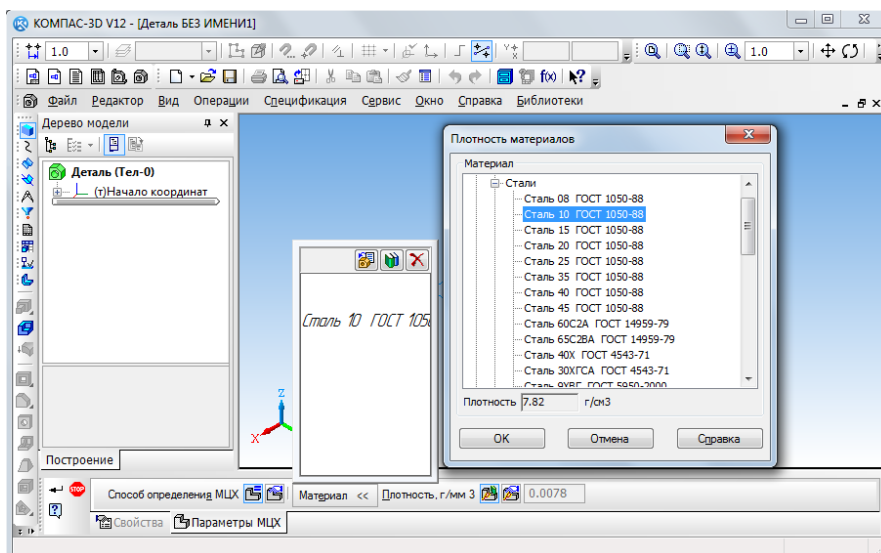 КОМПАС-3D V12 - [Деталь БЕЗ ИМЕНИ1]
1.0
1.0
f(x)
Файл Редактор Вид Операции Спецификация Сервис Окно Справка Библиотеки
Дерево модели
Деталь (Тел-0)
(т)Начало координат
Плотность материалов
Материал
Стали
Сталь 08 ГОСТ 1050-88
Сталь 10 ГОСТ 1050-88
Сталь 15 ГОСТ 1050-88
Сталь 20 ГОСТ 1050-88
Сталь 25 ГОСТ 1050-88
Сталь 35 ГОСТ 1050-88
Сталь 40 ГОСТ 1050-88
Сталь 45 ГОСТ 1050-88
Сталь 60С2А ГОСТ 14959-79
Сталь 65С2ВА ГОСТ 14959-79
Сталь 40Х ГОСТ 4543-71
Сталь 30ХГСА ГОСТ 4543-71
Сталь 9ХВГ ГОСТ 5950-2000
Плотность 7.82 г/см3
ОК Отмена Справка
Сталь 10 ГОСТ 105
Z
X
Построение
STOP
Способ определения МЦХ Материал << Плотность, г/мм 3 0.0078
Свойства Параметры МЦХ